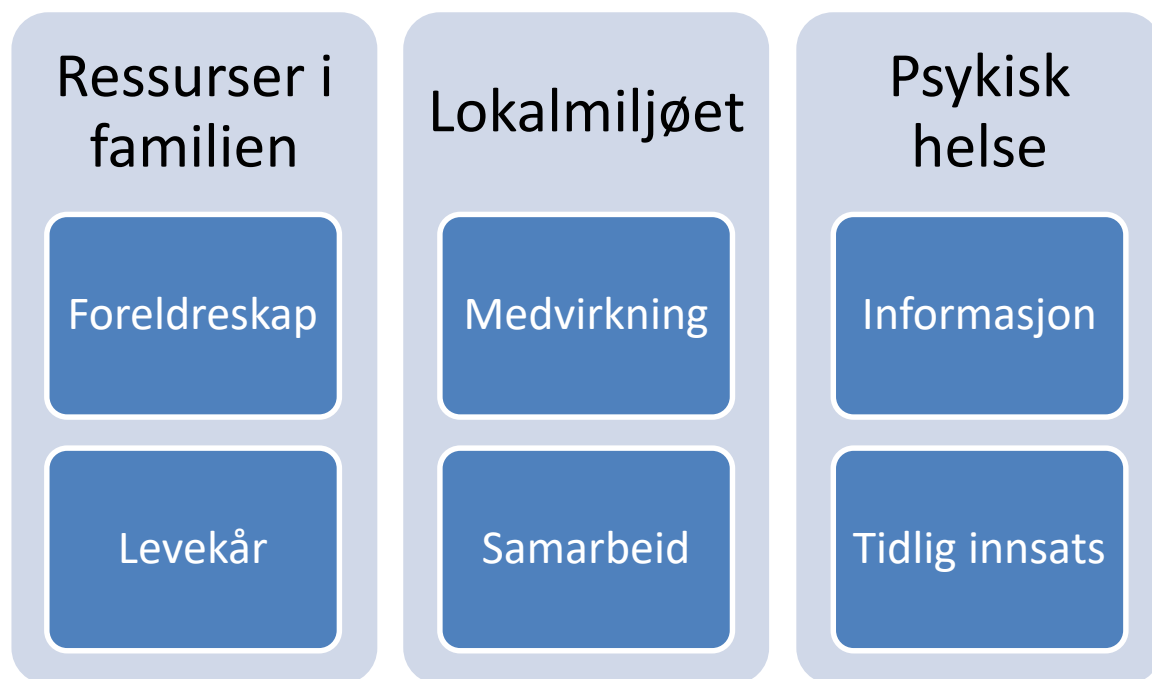 Ressurser i
familien
Foreldreskap
Levekår
Lokalmiljøet
Medvirkning
Samarbeid
Psykisk
helse
Informasjon
Tidlig innsats